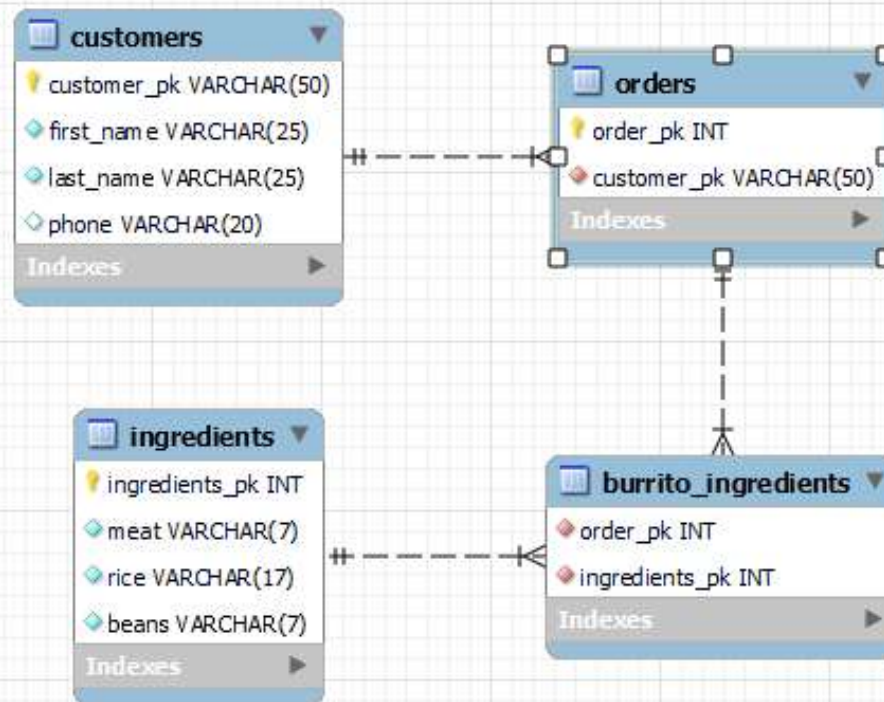 customers
customer_pk VARCHAR(50)
first_name VARCHAR(25)
last_name VARCHAR(25)
phone VARCHAR(20)
Indexes
orders
order_pk INT
customer_pk VARCHAR(50)
Indexes
ingredients
ingredients_pk INT
meat VARCHAR(7)
rice VARCHAR(17)
beans VARCHAR(7)
Indexes
burrito_ingredients
order_pk INT
ingredients_pk INT
Indexes